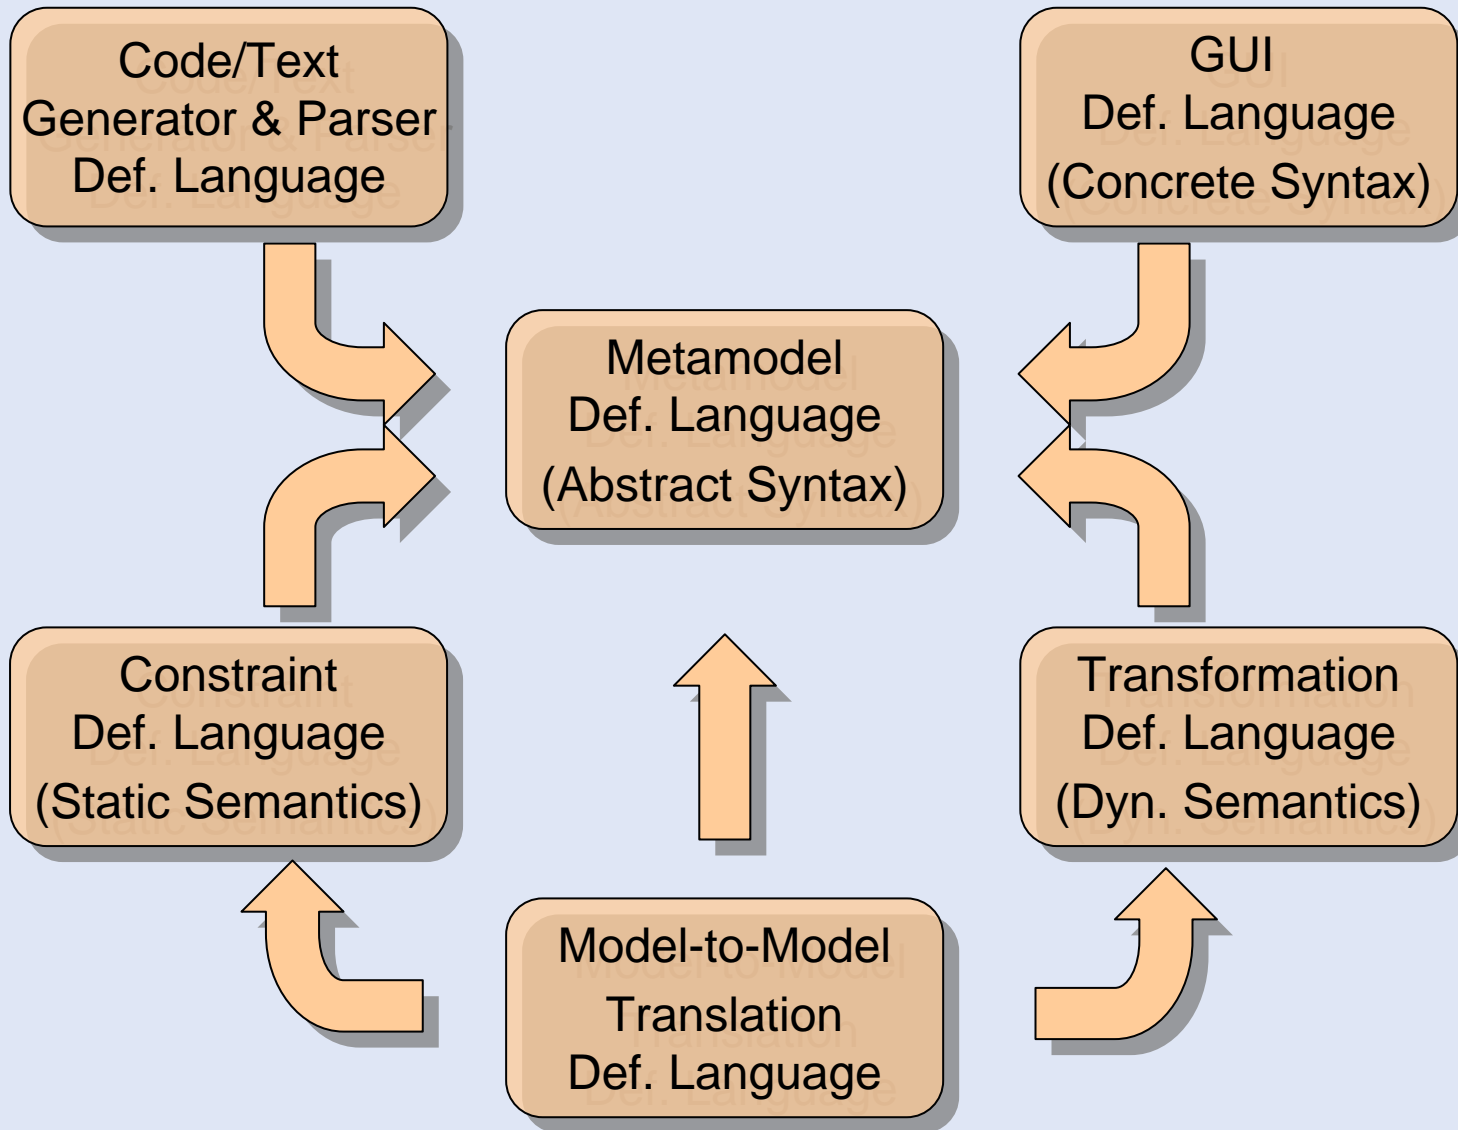 Code/Text
Generator & Parser
Def. Language
GUI
Def. Language
(Concrete Syntax)
Metamodel
Def. Language
(Abstract Syntax)
Constraint
Def. Language
(Static Semantics)
Transformation
Def. Language
(Dyn. Semantics)
Model-to-Model
Translation
Def. Language